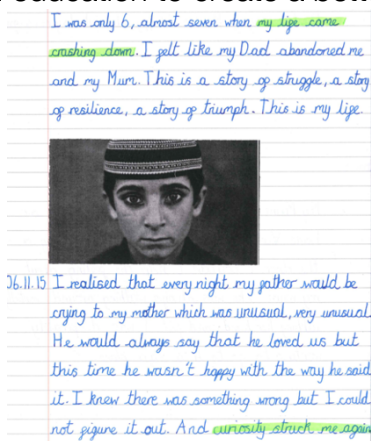 education to create a bet
I was only 6, almost seven when my life came
crashing down. I felt like my Dad abandoned me
and my Mum. This is a story of struggle, a story
of resilience, a story of triumph. This is my life.
06.11.15 I realised that every night my father would be
crying to my mother which was unusual, very unusual.
He would always say that he loved us but
this time he wasn't happy with the way he said
it. I knew there was something wrong but I could
not figure it out. And curiosity struck me again